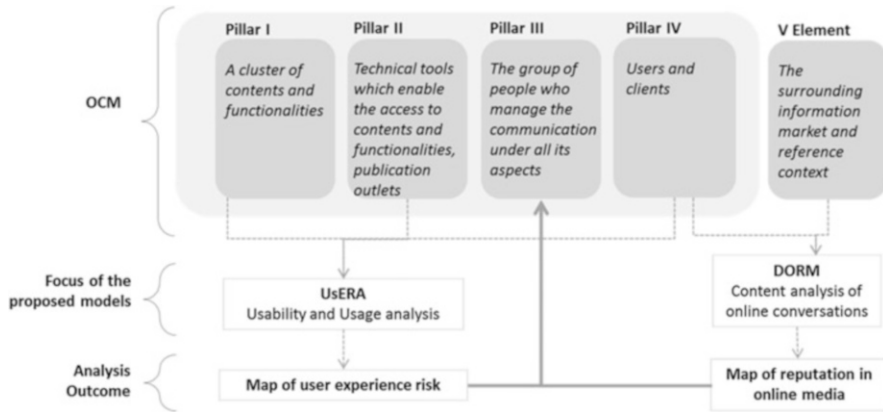 Pillar I
Pillar II
Pillar III
Pillar IV
V Element
OCM
A cluster of
contents and
functionalities
Technical tools
which enable
the access to
contents and
functionalities,
publication
outlets
The group of
people who
manage the
communication
under all its
aspects
Users and
clients
The
surrounding
information
market and
reference
context
Focus of the
proposed models
UsERA
Usability and Usage analysis
DORM
Content analysis of
online conversations
Analysis
Outcome
Map of user experience risk
Map of reputation in
online media